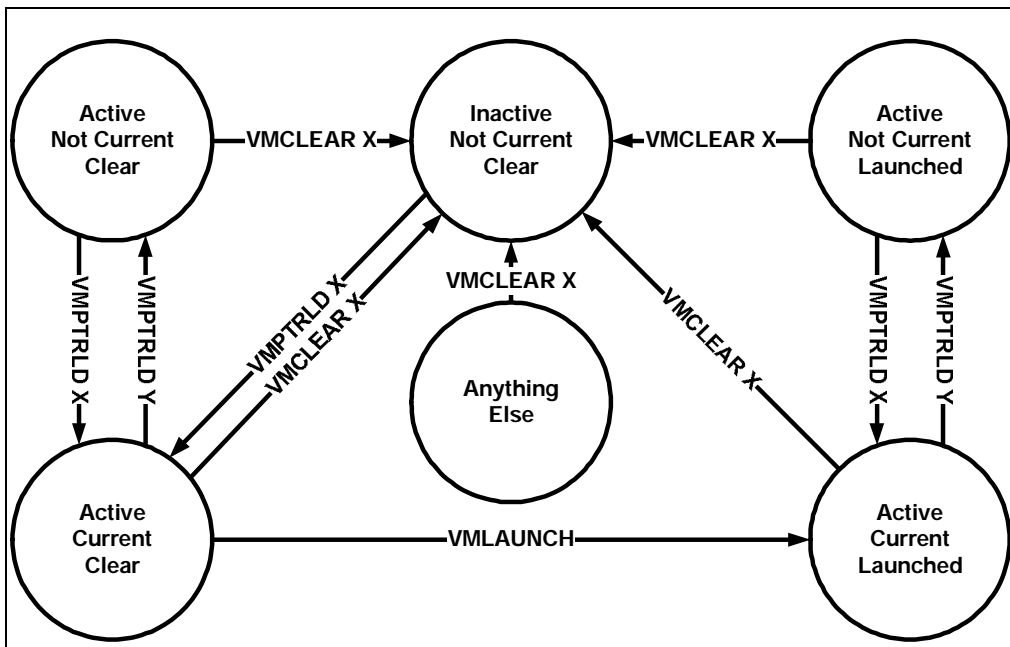 Active
Not Current
Clear
VMCLEAR X
Inactive
Not Current
Clear
VMCLEAR X
Active
Not Current
Launched
VMPTRLD X
VMPTRLD Y
VMPTRLD X
VMCLEAR X
VMCLEAR X
Anything
Else
VMCLEAR X
VMPTRLD X
VMPTRLD Y
Active
Current
Clear
VMLAUNCH
Active
Current
Launched